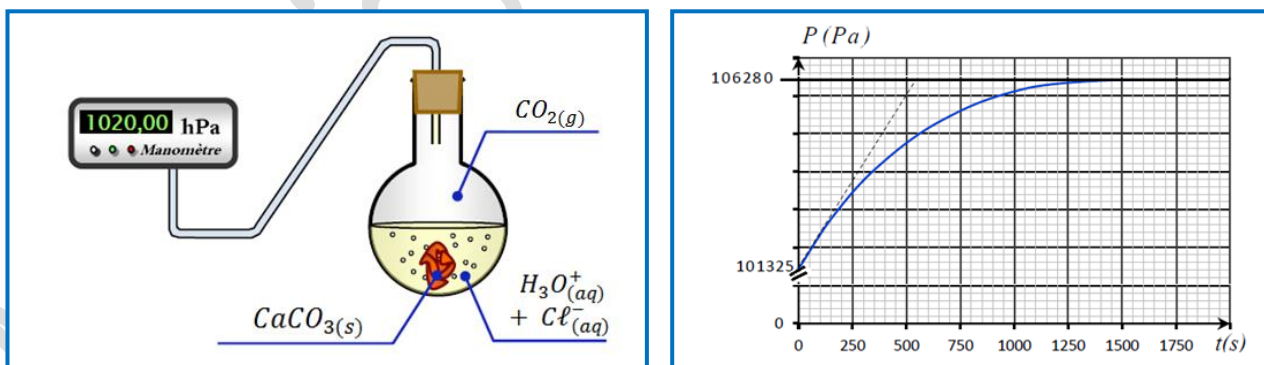 1020,00 hPa
Manomètre
CO₂(g)
CaCO₃(s)
H₃O⁺(aq)
+ Cℓ⁻(aq)
P (Pa)
106280
101325
0
0 250 500 750 1000 1250 1500 1750 t(s)